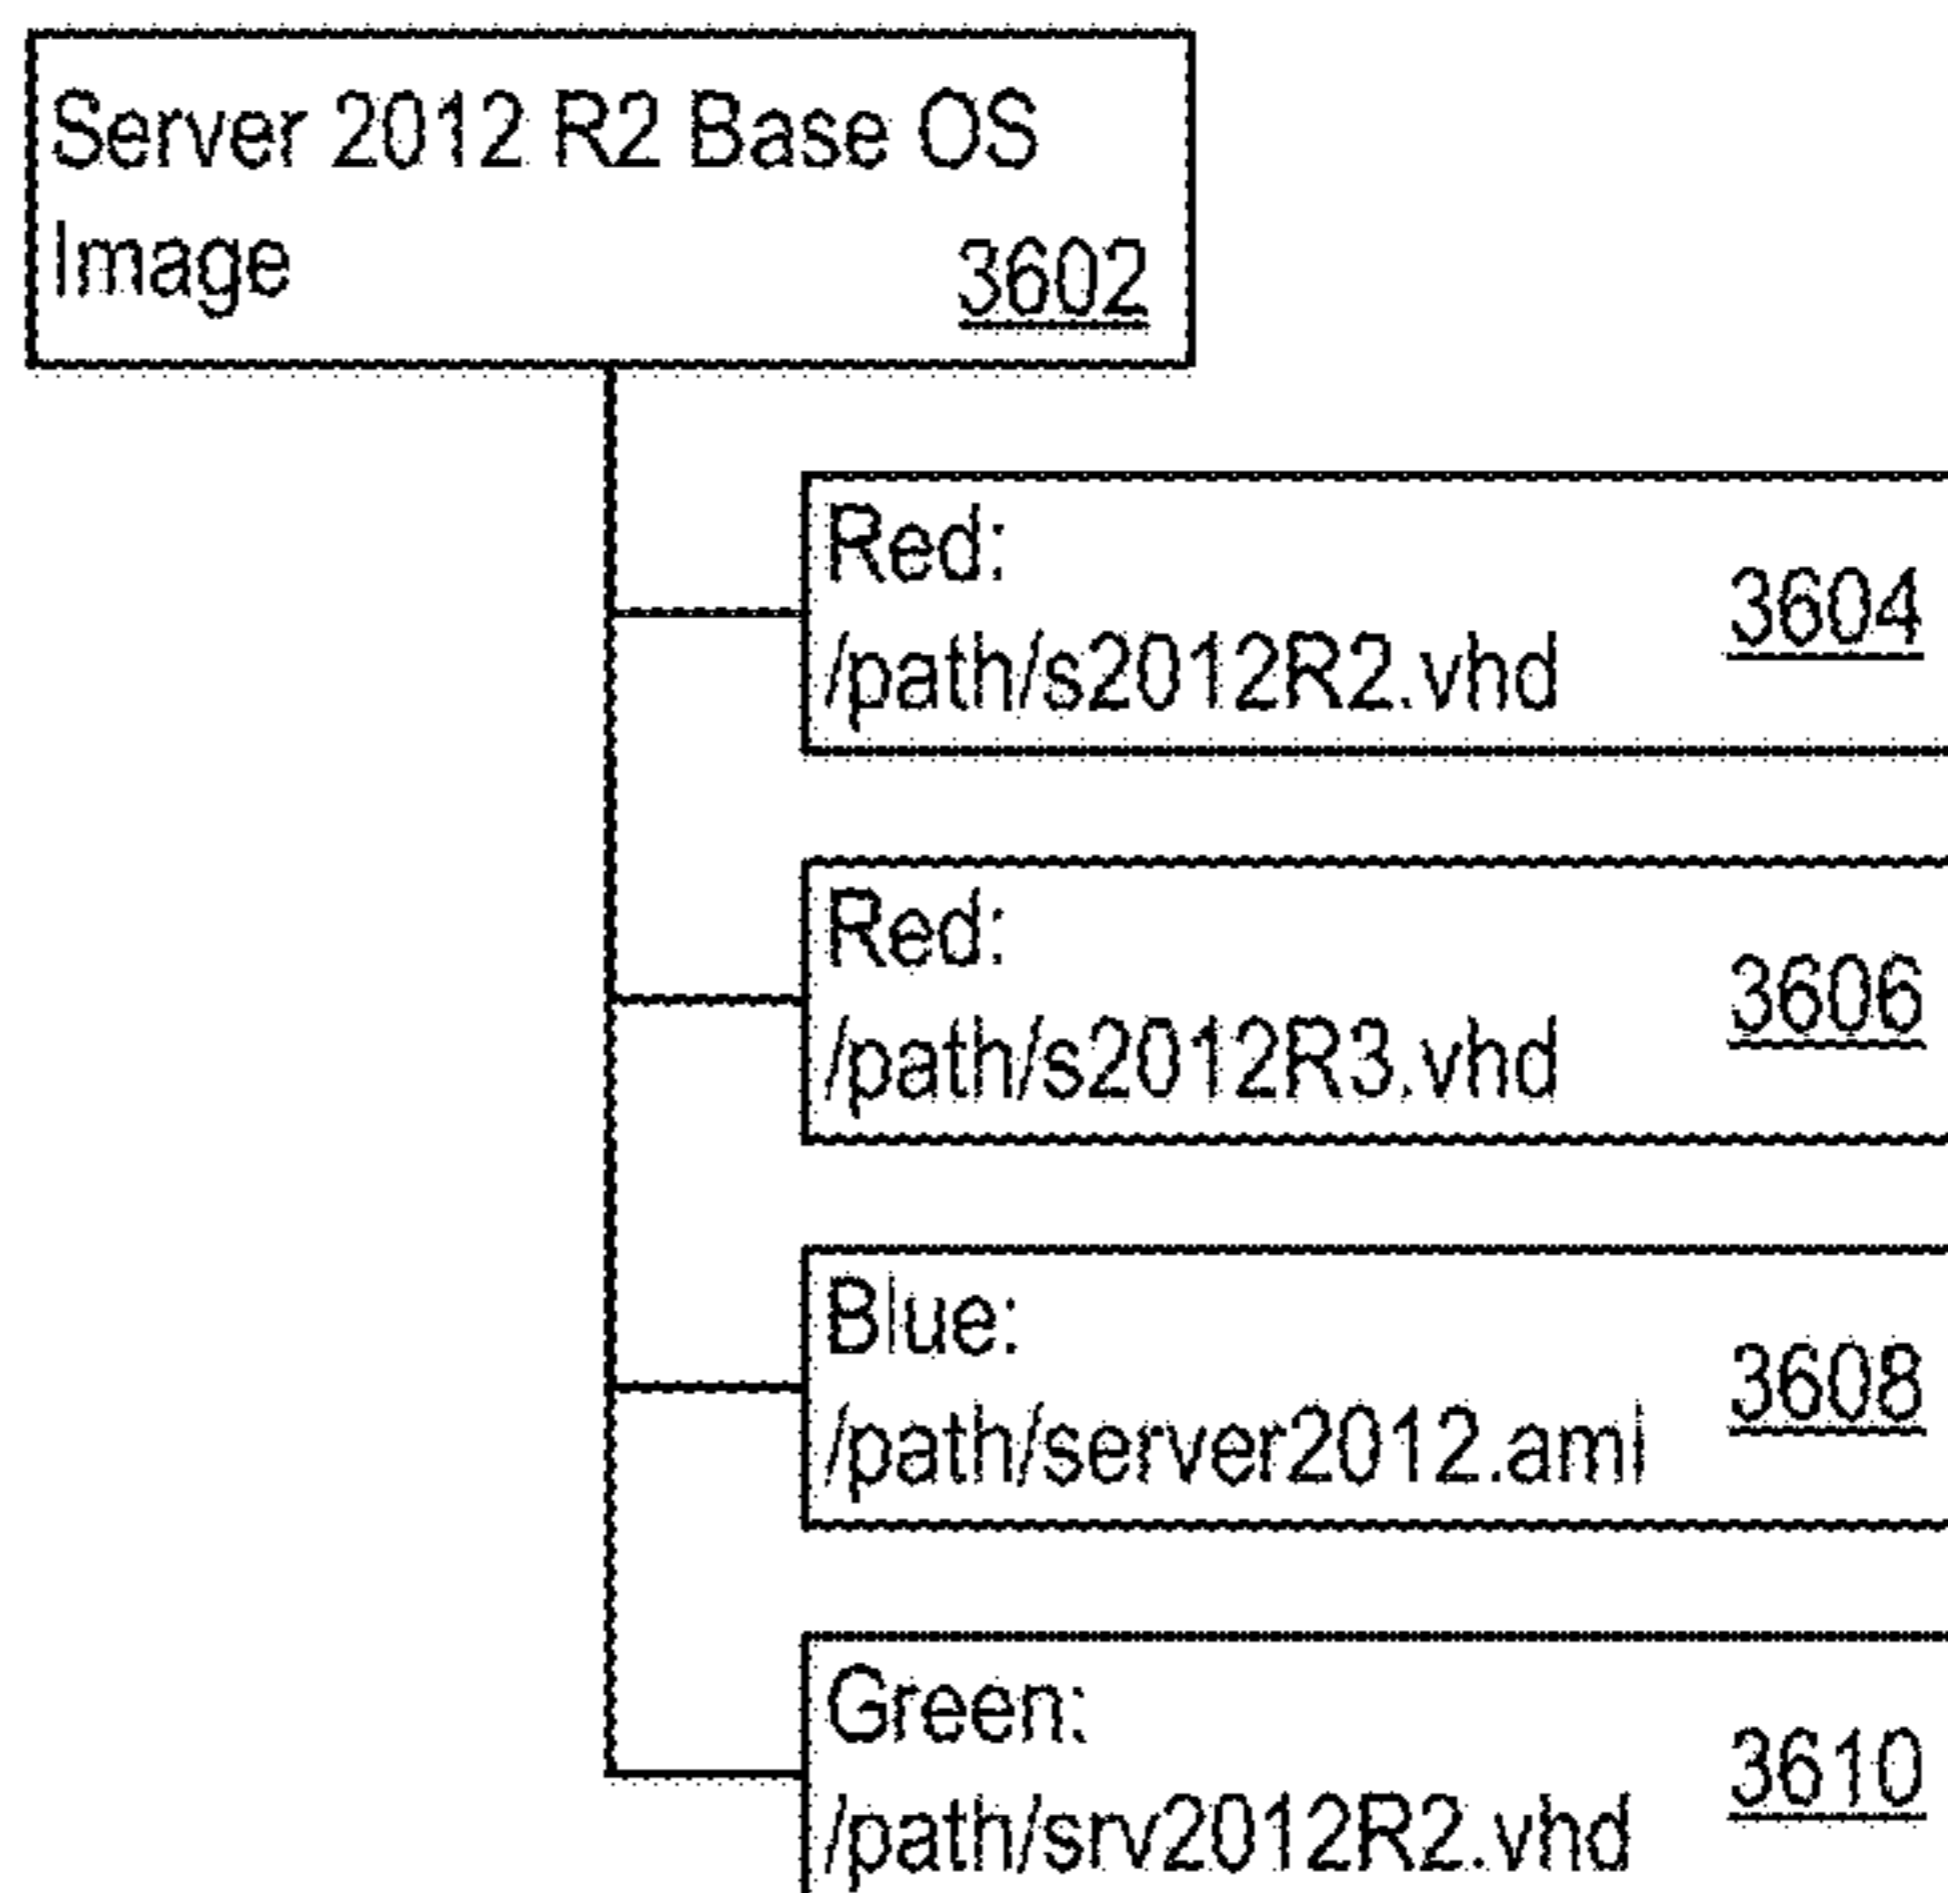 Server 2012 R2 Base OS
Image 3602
Red:
3604
/path/s2012R2.vhd
Red:
3606
/path/s2012R3.vhd
Blue:
3608
/path/server2012.ami
Green:
3610
/path/srv2012R2.vhd